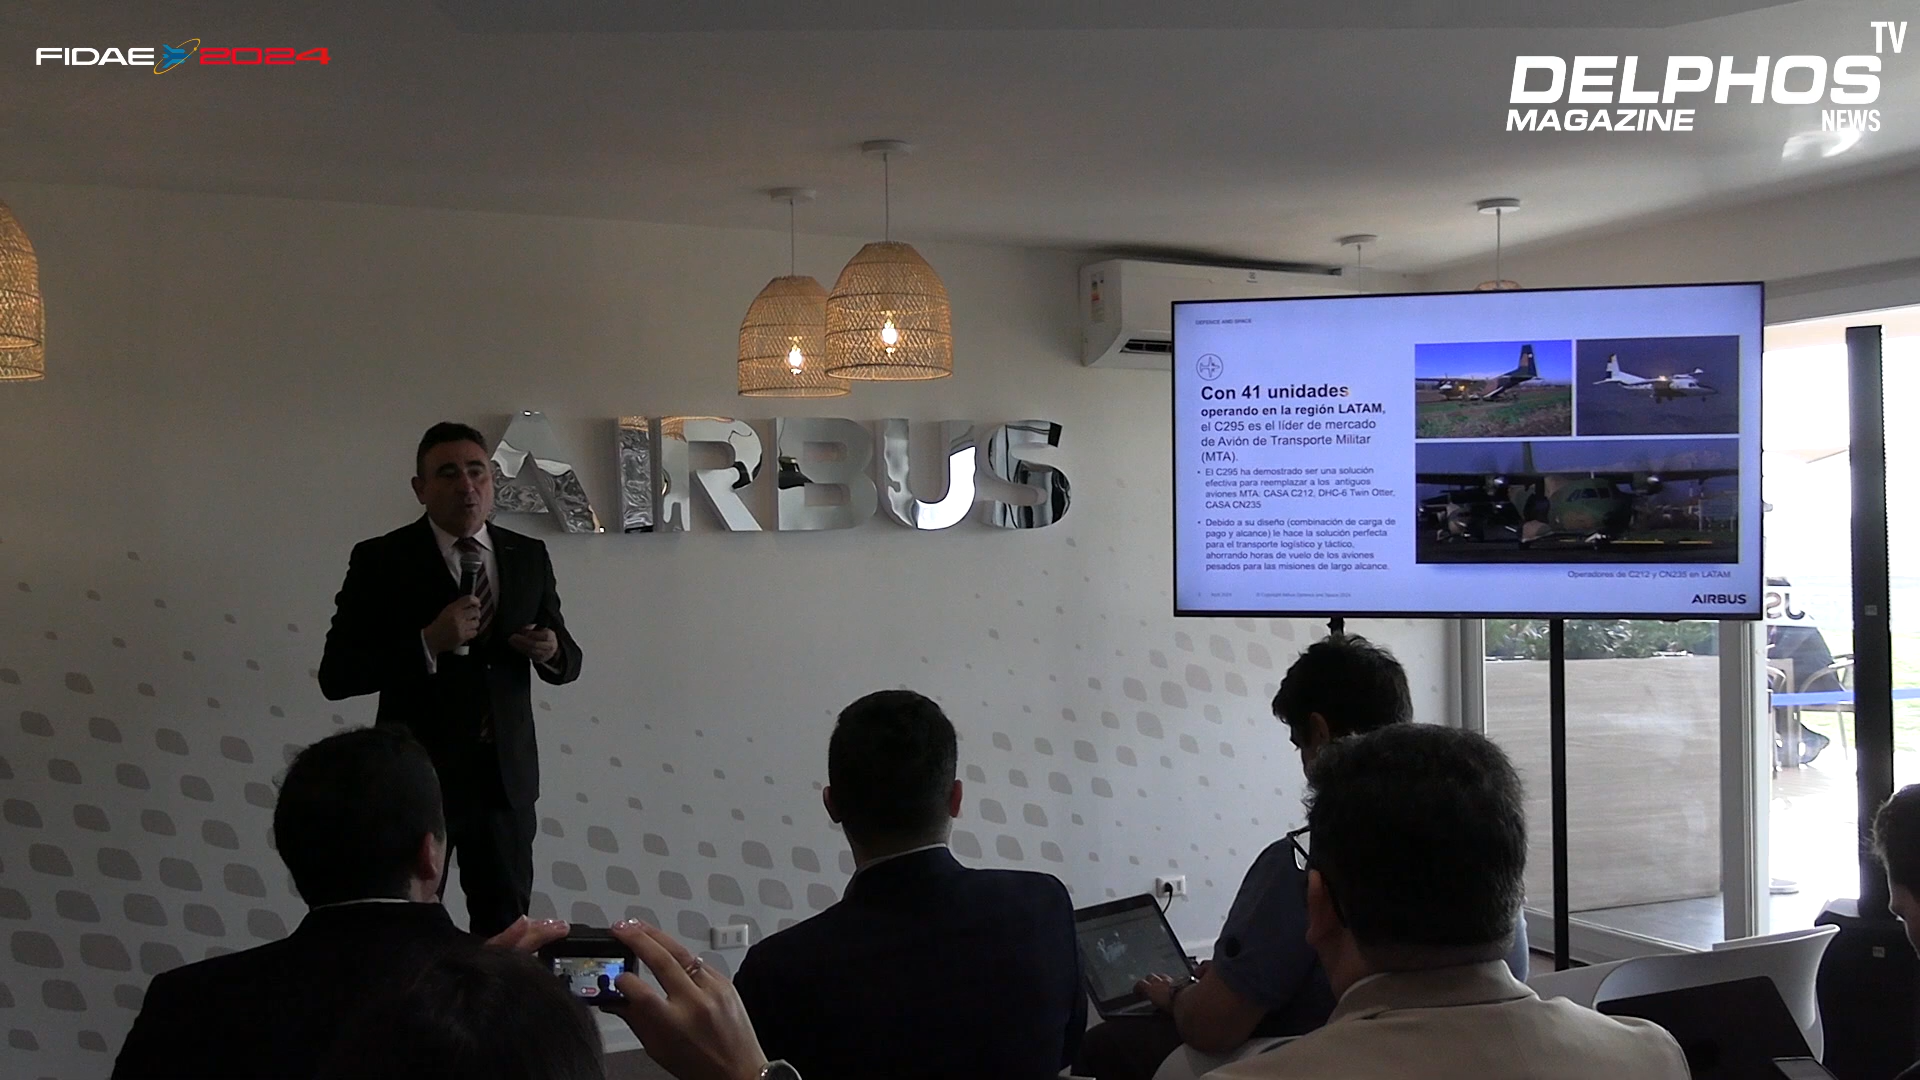 FIDAE 2024
TV
DELPHOS
MAGAZINE NEWS
AIRBUS
DEFENCE AND SPACE
Con 41 unidades
operando en la región LATAM,
el C295 es el líder de mercado
de Avión de Transporte Militar
(MTA).
• El C295 ha demostrado ser una solución
efectiva para reemplazar a los antiguos
aviones MTA: CASA C212, DHC-6 Twin Otter,
CASA CN235
• Debido a su diseño (combinación de carga de
pago y alcance) le hace la solución perfecta
para el transporte logístico y táctico,
ahorrando horas de vuelo de los aviones
pesados para las misiones de largo alcance.
Operadores de C212 y CN235 en LATAM
AIRBUS